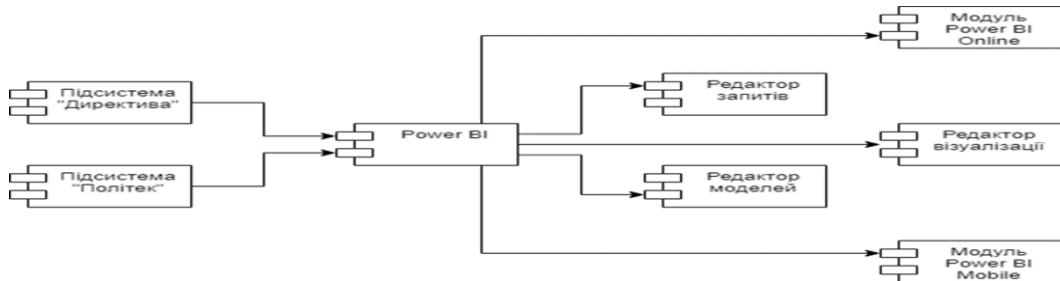 Підсистема
"Директива"
Підсистема
"Політек"
Power BI
Редактор
запитів
Редактор
моделей
Модуль
Power BI
Online
Редактор
візуалізації
Модуль
Power BI
Mobile